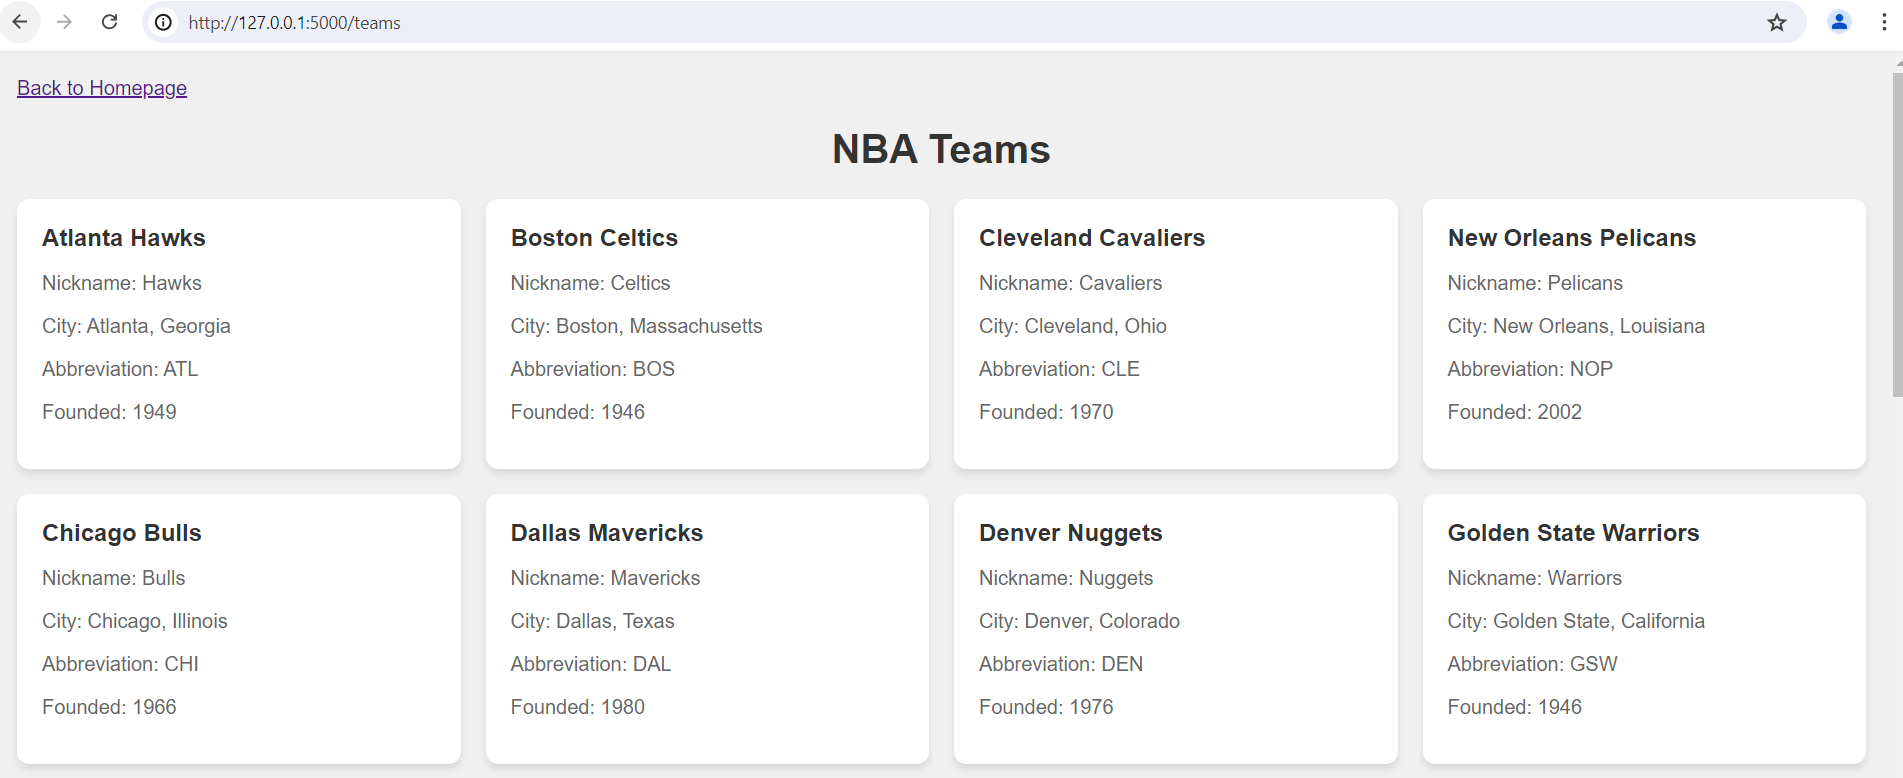 http://127.0.0.1:5000/teams
Back to Homepage
NBA Teams
Atlanta Hawks
Nickname: Hawks
City: Atlanta, Georgia
Abbreviation: ATL
Founded: 1949
Boston Celtics
Nickname: Celtics
City: Boston, Massachusetts
Abbreviation: BOS
Founded: 1946
Cleveland Cavaliers
Nickname: Cavaliers
City: Cleveland, Ohio
Abbreviation: CLE
Founded: 1970
New Orleans Pelicans
Nickname: Pelicans
City: New Orleans, Louisiana
Abbreviation: NOP
Founded: 2002
Chicago Bulls
Nickname: Bulls
City: Chicago, Illinois
Abbreviation: CHI
Founded: 1966
Dallas Mavericks
Nickname: Mavericks
City: Dallas, Texas
Abbreviation: DAL
Founded: 1980
Denver Nuggets
Nickname: Nuggets
City: Denver, Colorado
Abbreviation: DEN
Founded: 1976
Golden State Warriors
Nickname: Warriors
City: Golden State, California
Abbreviation: GSW
Founded: 1946